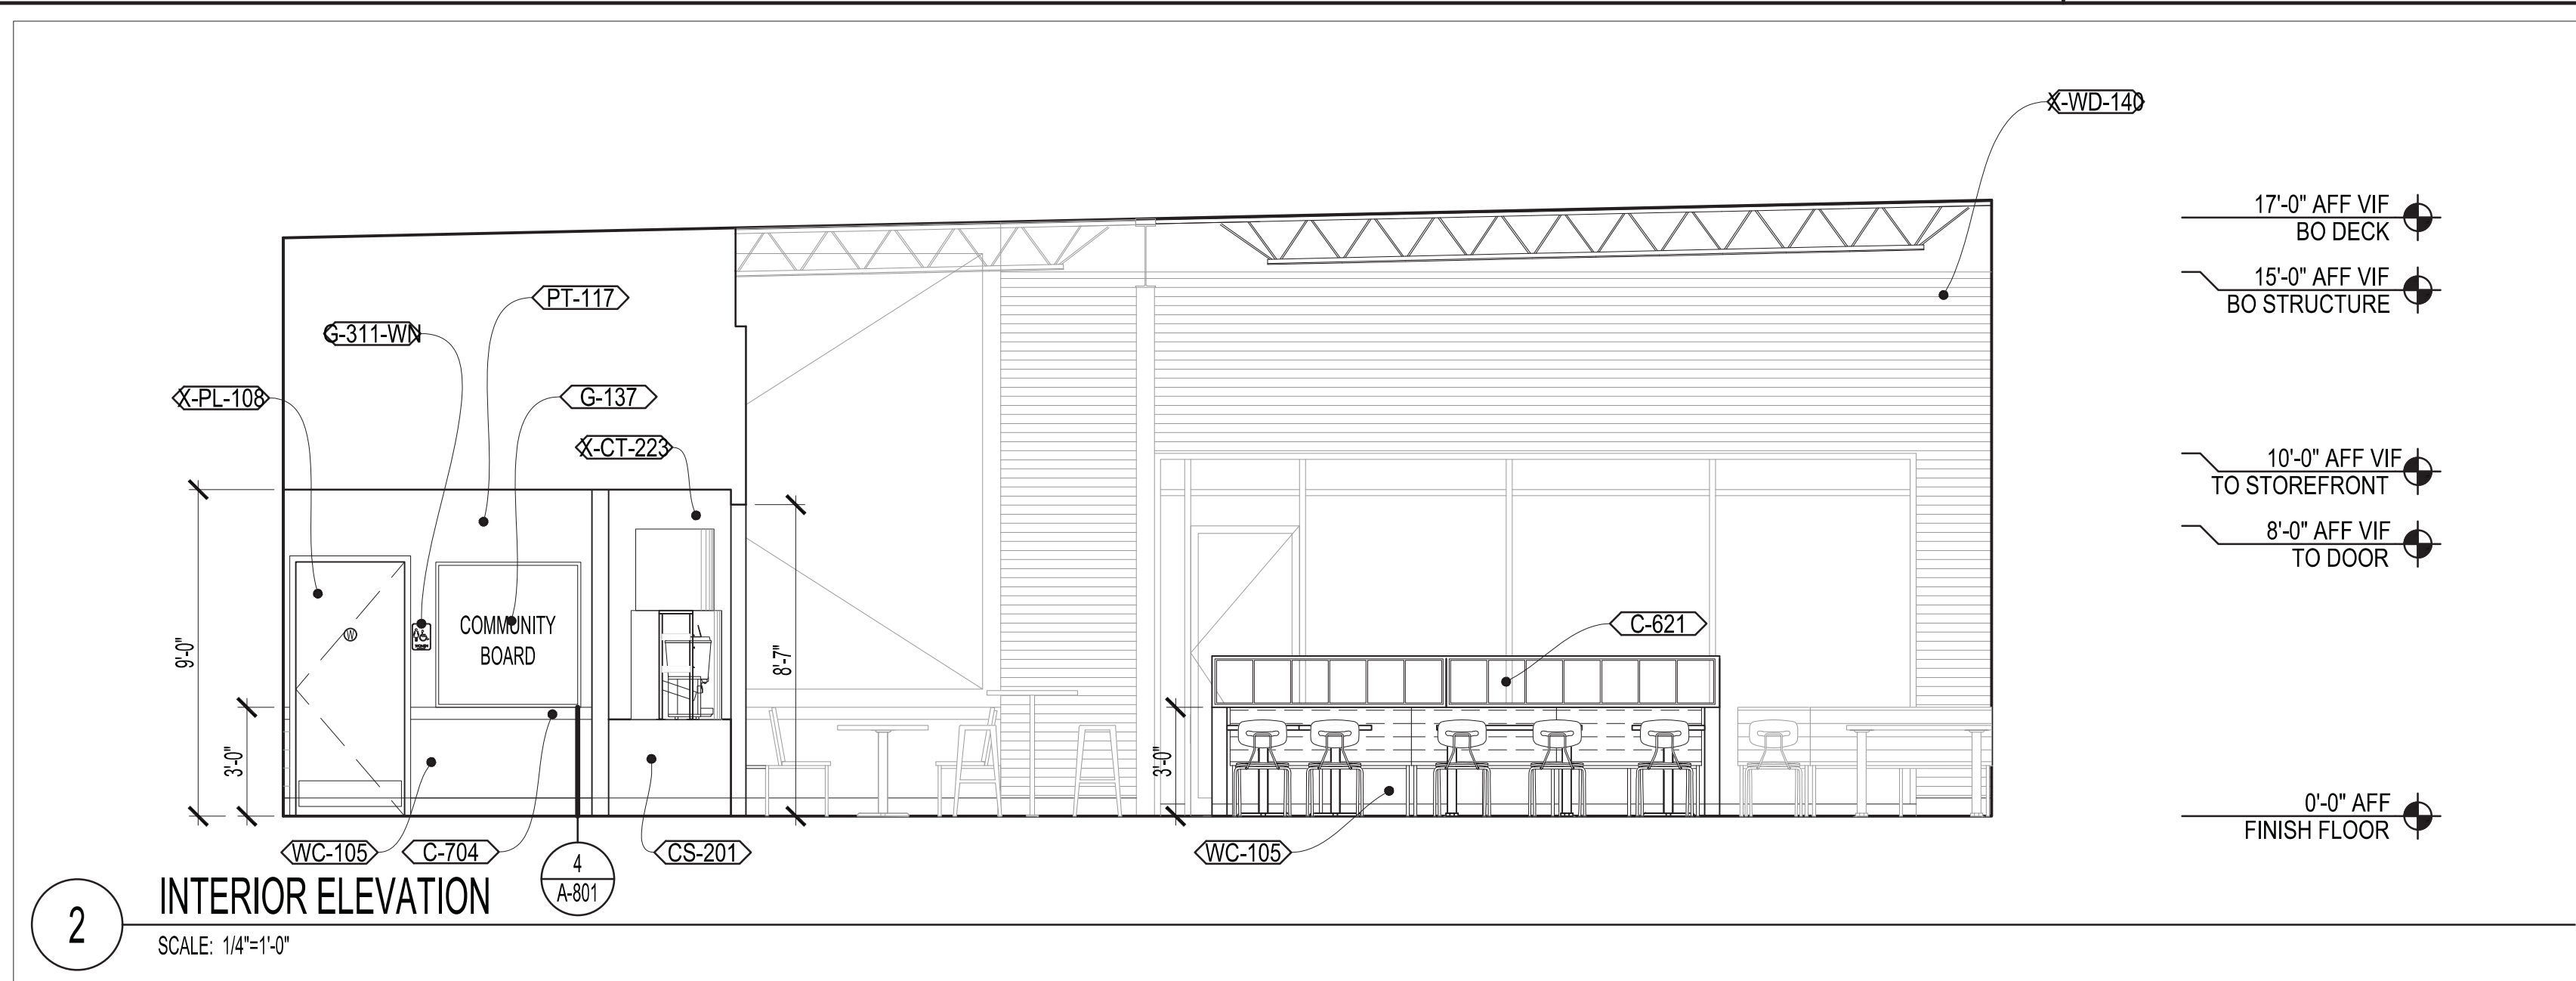 X-WD-140
17'-0" AFF VIF
BO DECK
15'-0" AFF VIF
BO STRUCTURE
PT-117
G-311-WN
X-PL-108
G-137
X-CT-223
10'-0" AFF VIF
TO STOREFRONT
8'-0" AFF VIF
TO DOOR
W
COMMUNITY
BOARD
C-621
9'-0"
8'-7"
3'-0"
3'-0"
0'-0" AFF
FINISH FLOOR
WC-105
C-704
CS-201
WC-105
4
A-801
2
INTERIOR ELEVATION
SCALE: 1/4"=1'-0"